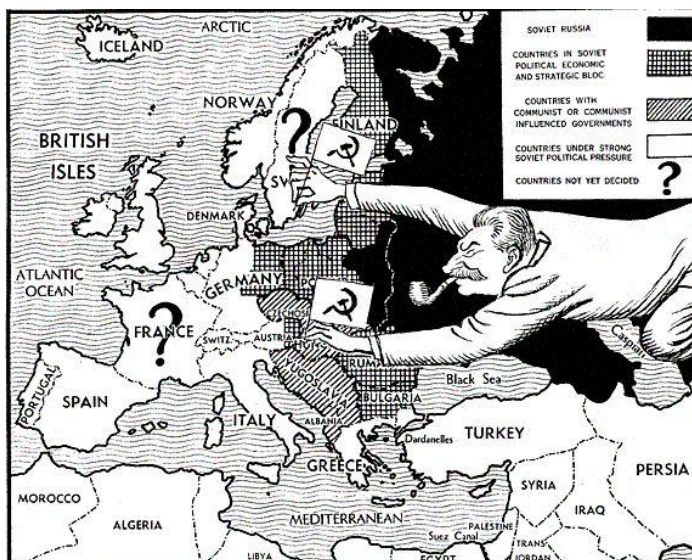 ARCTIC
ICELAND
SOVIET RUSSIA
COUNTRIES IN SOVIET
POLITICAL ECONOMIC
AND STRATEGIC BLOC
NORWAY
COUNTRIES WITH
COMMUNIST OR COMMUNIST
INFLUENCED GOVERNMENTS
?
FINLAND
BRITISH
ISLES
COUNTRIES UNDER STRONG
SOVIET POLITICAL PRESSURE
COUNTRIES NOT YET DECIDED ?
SW
DENMARK
ATLANTIC
OCEAN
GERMANY
P
FRANCE
?
CZECHOS
SWITZ.
AUSTRIA
HU
RUM
Caspian
Black Sea
PORTUGAL
SPAIN
ITALY
YUGOSLAVIA
BULGARIA
ALBANIA
Dardanelles
TURKEY
GREECE
PERSIA
SYRIA
MOROCCO
ALGERIA
IRAQ
MEDITERRANEAN
PALESTINE
Suez Canal
TRANS
JORDAN
LIBYA
EGYPT